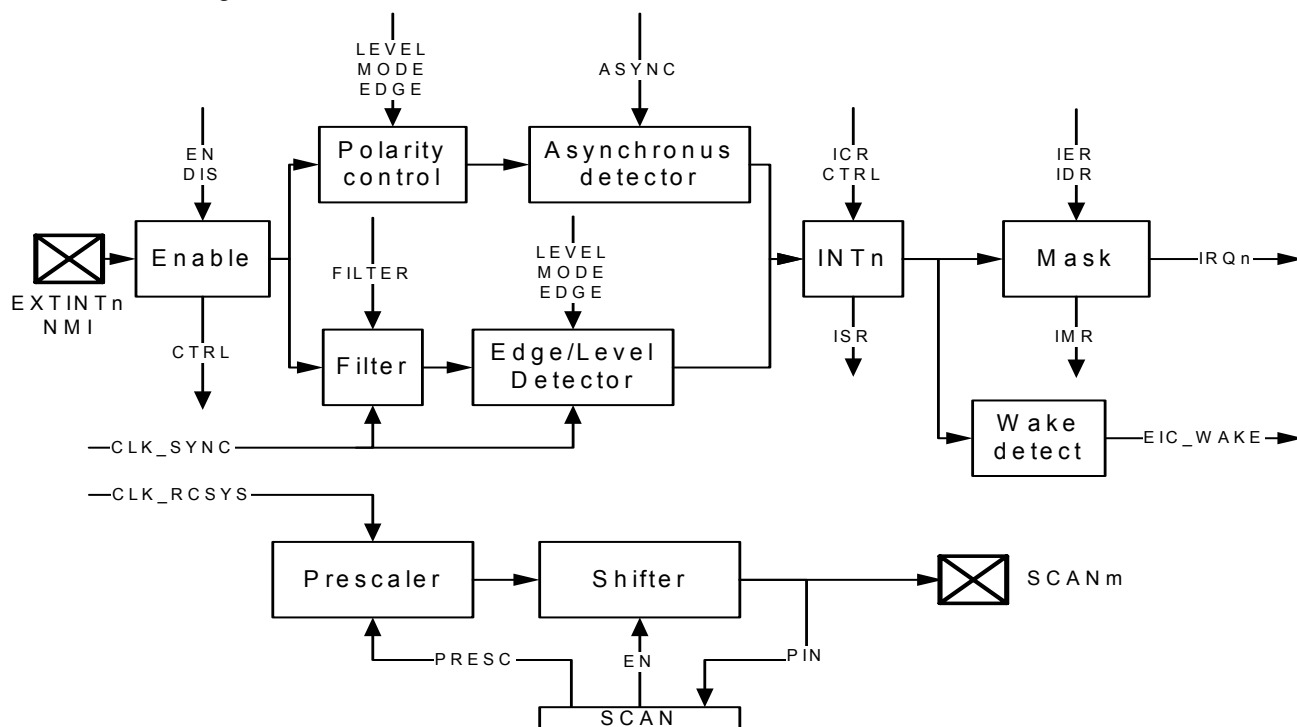 LEVEL
MODE
EDGE
ASYNC
EN
DIS
Polarity
control
Asynchronus
detector
ICR
CTRL
IER
IDR
EXTINTn
NMI
Enable
FILTER
LEVEL
MODE
EDGE
INTn
Mask
IRQn
CTRL
Filter
Edge/Level
Detector
ISR
IMR
Wake
detect
EIC_WAKE
CLK_SYNC
CLK_RCSYS
Prescaler
Shifter
SCANm
PRESC
EN
PIN
SCAN